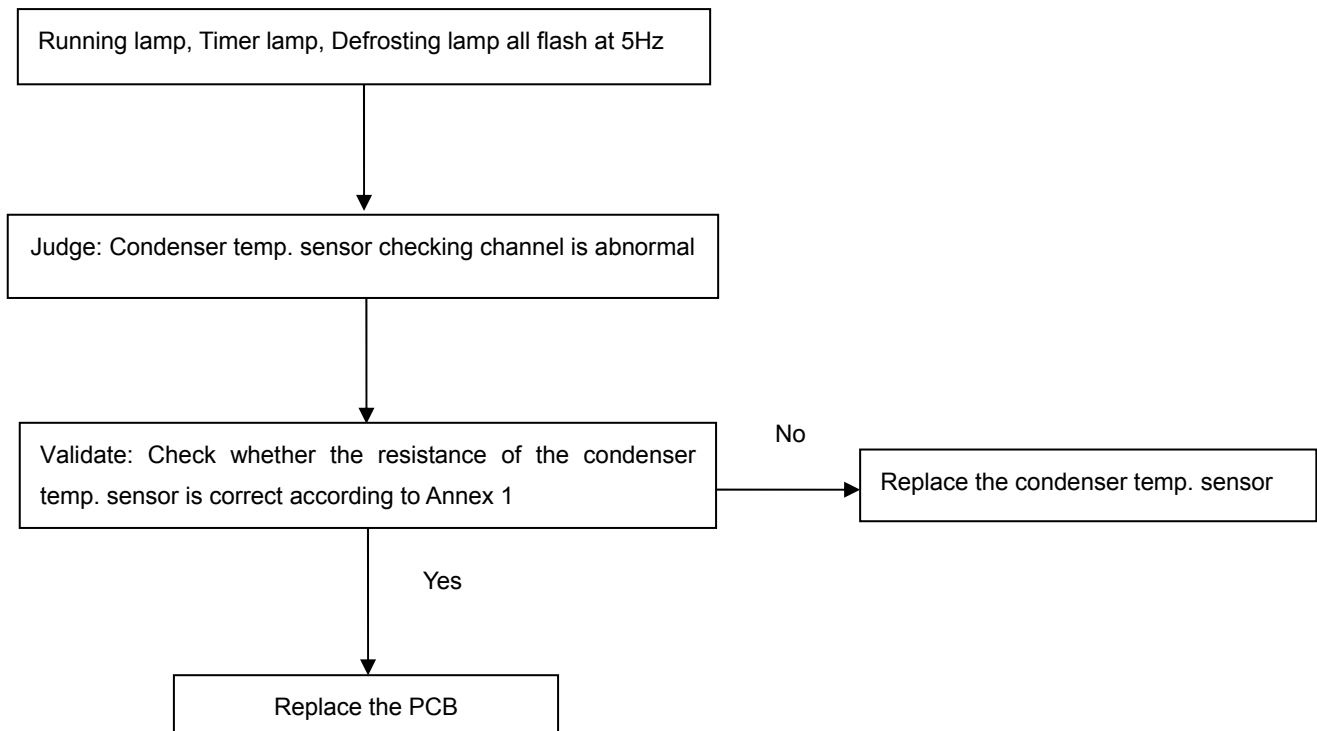 Running lamp, Timer lamp, Defrosting lamp all flash at 5Hz
Judge: Condenser temp. sensor checking channel is abnormal
Validate: Check whether the resistance of the condenser
temp. sensor is correct according to Annex 1
No
Replace the condenser temp. sensor
Yes
Replace the PCB